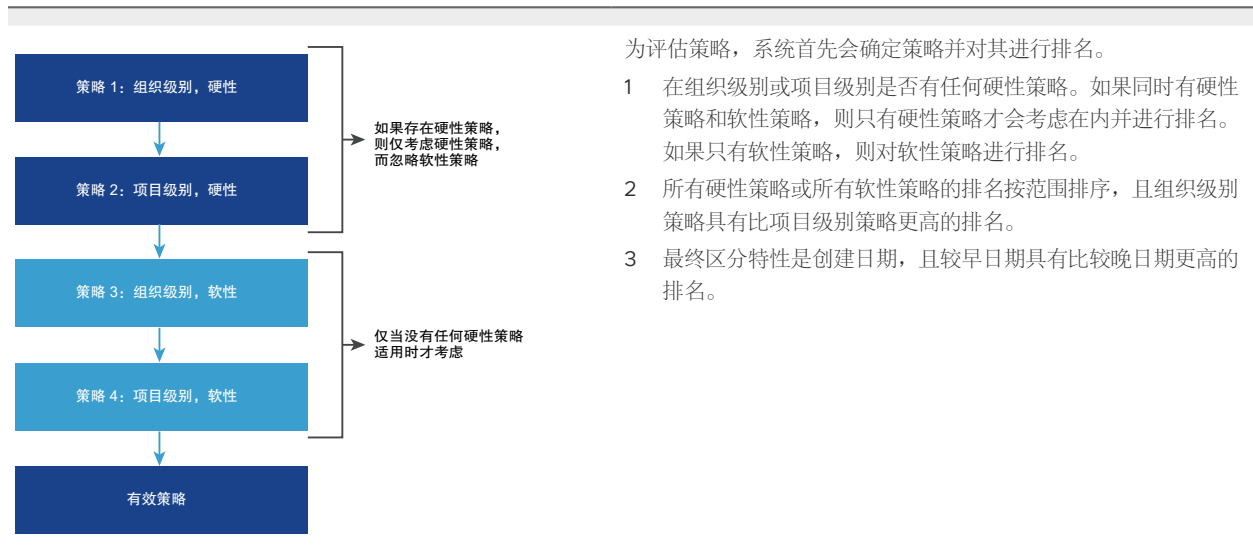 策略 1：组织级别，硬性
策略 2：项目级别，硬性
策略 3：组织级别，软性
策略 4：项目级别，软性
有效策略
如果存在硬性策略，
则仅考虑硬性策略，
而忽略软性策略
仅当没有任何硬性策略
适用时才考虑
为评估策略，系统首先会确定策略并对其进行排名。
1 在组织级别或项目级别是否有任何硬性策略。如果同时有硬性
策略和软性策略，则只有硬性策略才会考虑在内并进行排名。
如果只有软性策略，则对软性策略进行排名。
2 所有硬性策略或所有软性策略的排名按范围排序，且组织级别
策略具有比项目级别策略更高的排名。
3 最终区分特性是创建日期，且较早日期具有比较晚日期更高的
排名。